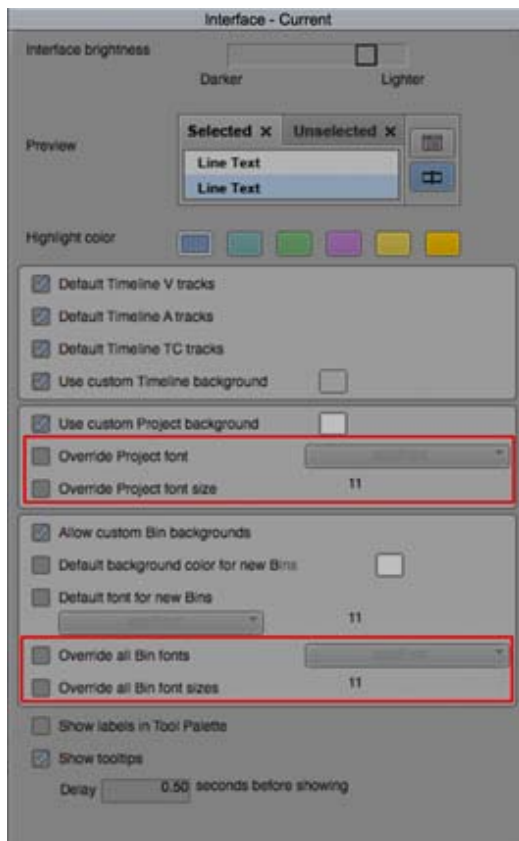 Interface - Current
Interface brightness
Darker Lighter
Preview
Selected × Unselected ×
Line Text
Line Text
Highlight color
Default Timeline V tracks
Default Timeline A tracks
Default Timeline TC tracks
Use custom Timeline background
Use custom Project background
Override Project font
Override Project font size 11
Allow custom Bin backgrounds
Default background color for new Bins
Default font for new Bins
11
Override all Bin fonts
Override all Bin font sizes 11
Show labels in Tool Palette
Show tooltips
Delay 0.50 seconds before showing